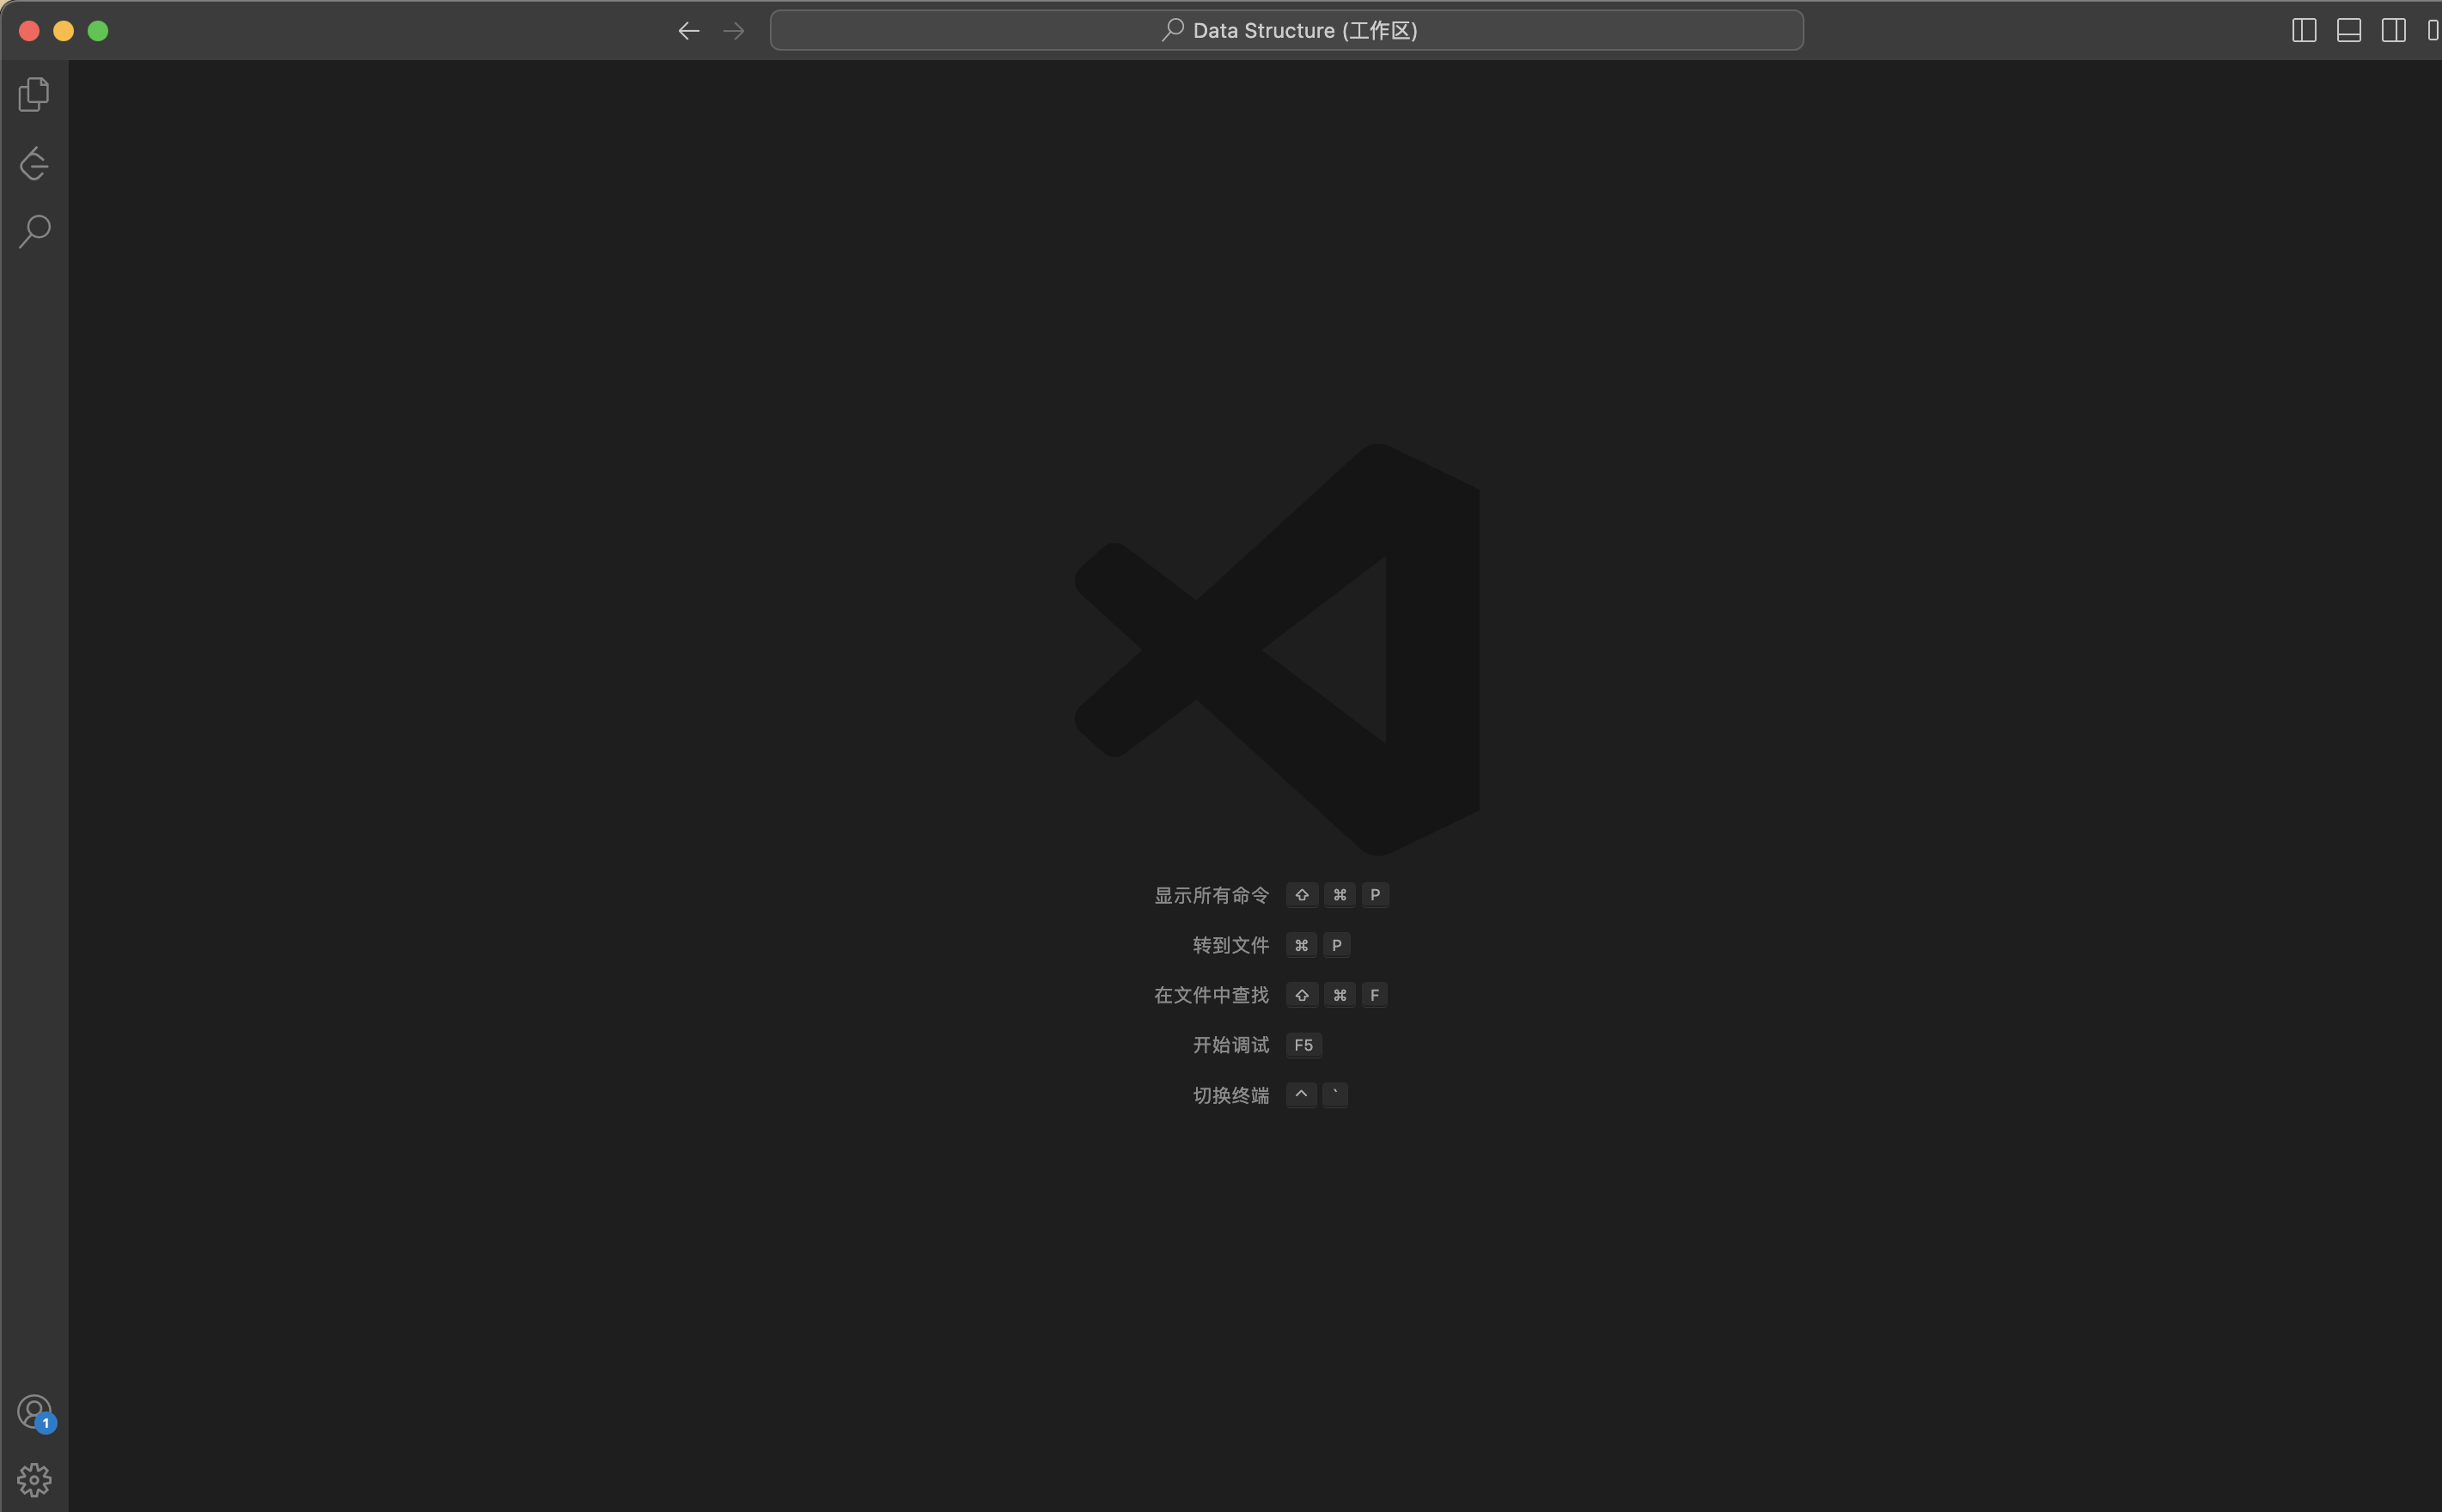 Data Structure (工作区)
显示所有命令 ⇧ ⌘ P
转到文件 ⌘ P
在文件中查找 ⇧ ⌘ F
开始调试 F5
切换终端 ^ `
1